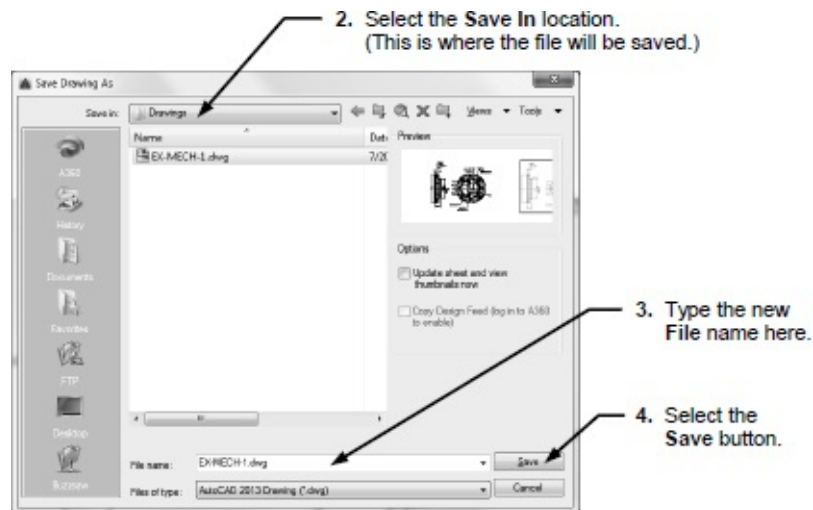 2. Select the Save In location.
(This is where the file will be saved.)
Save Drawing As
Save in:
Drawings
Views
Tools
Name
Date
Preview
EX-MECH-1.dwg
7/20
A360
History
Documents
Favorites
FTP
Desktop
Buzzsaw
Options
Update sheet and view
thumbnails now
Copy Design Feed (log in to A360
to enable)
3. Type the new
File name here.
4. Select the
Save button.
File name:
EX-MECH-1.dwg
Save
Files of type:
AutoCAD 2013 Drawing (*.dwg)
Cancel